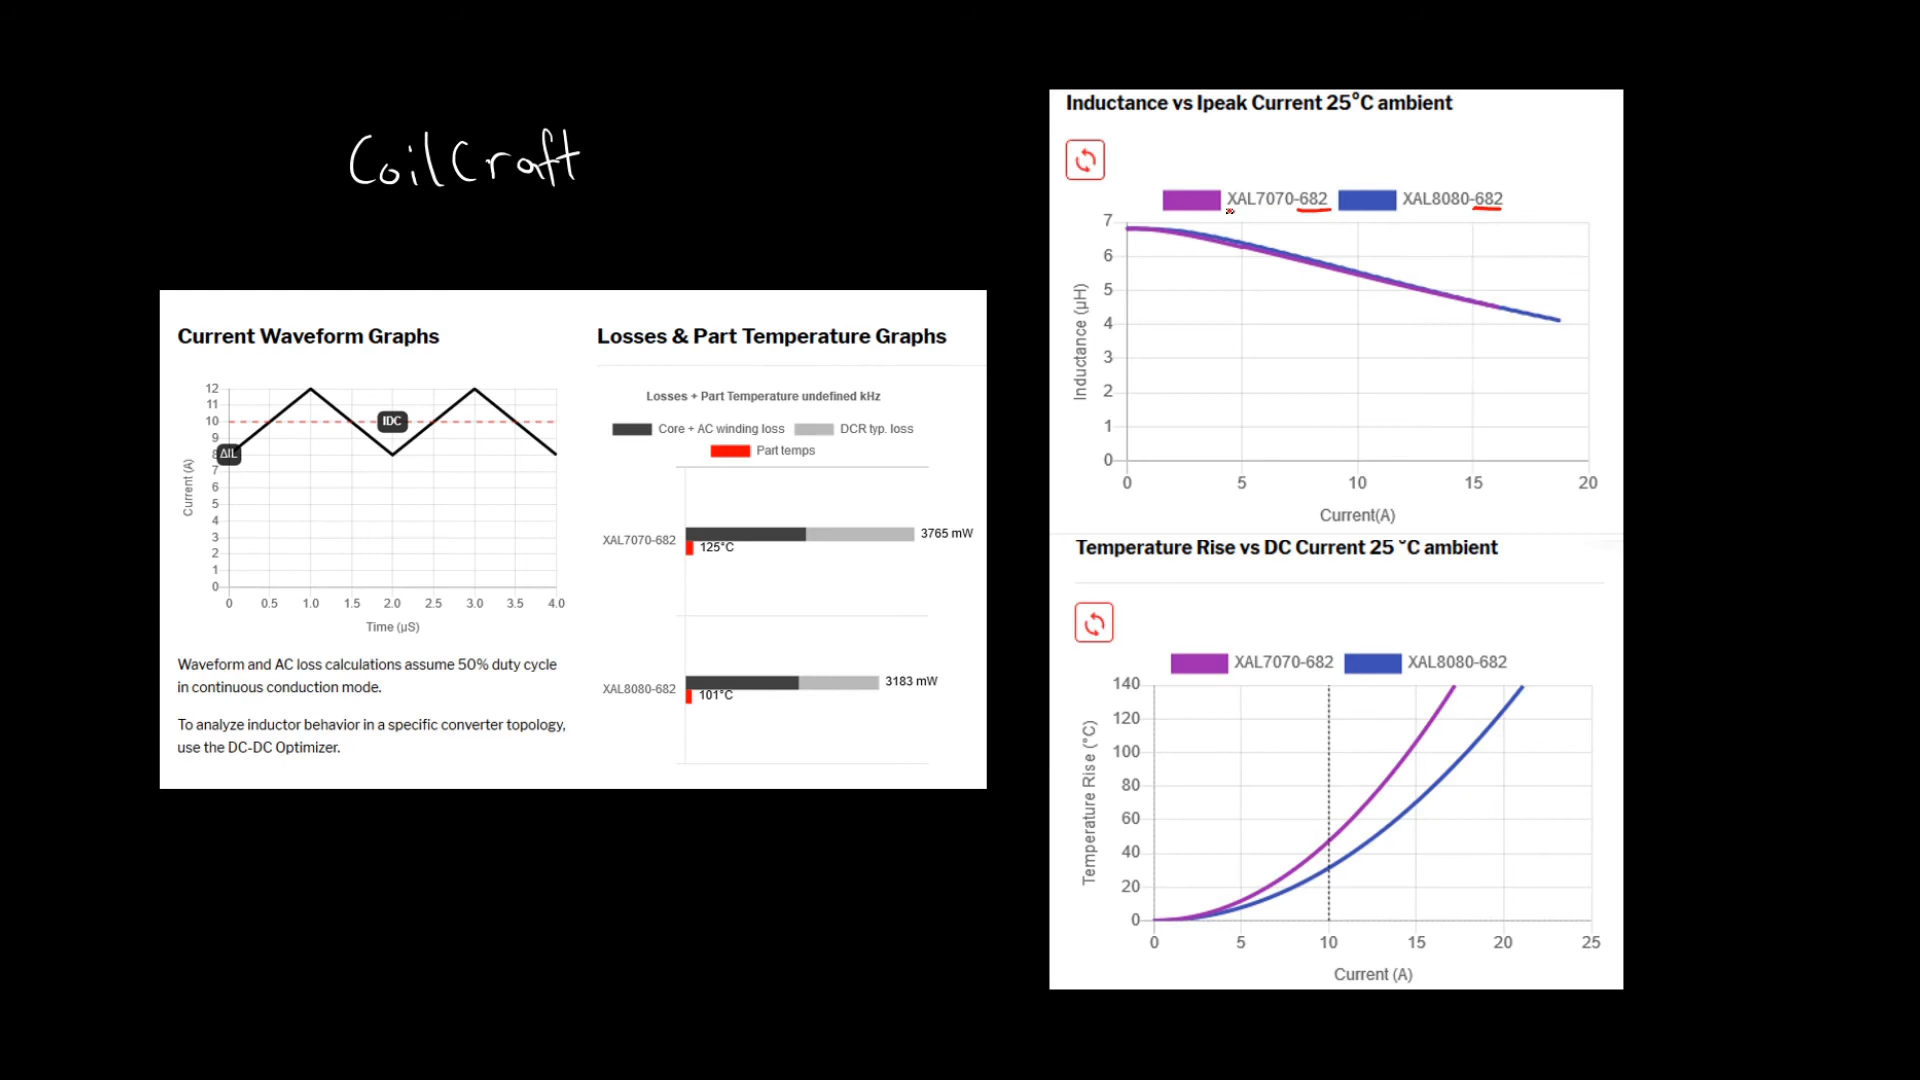 CoilCraft
Current Waveform Graphs
12
11
10
9
8
7
6
5
4
3
2
1
0
IDC
ΔIL
Current (A)
0 0.5 1.0 1.5 2.0 2.5 3.0 3.5 4.0
Time (µS)
Waveform and AC loss calculations assume 50% duty cycle
in continuous conduction mode.
To analyze inductor behavior in a specific converter topology,
use the DC-DC Optimizer.
Losses & Part Temperature Graphs
Losses + Part Temperature undefined kHz
Core + AC winding loss DCR typ. loss
Part temps
XAL7070-682 3765 mW
125°C
XAL8080-682 3183 mW
101°C
Inductance vs Ipeak Current 25°C ambient
XAL7070-682 XAL8080-682
7
6
5
4
3
2
1
0
Inductance (µH)
0 5 10 15 20
Current(A)
Temperature Rise vs DC Current 25 °C ambient
XAL7070-682 XAL8080-682
140
120
100
80
60
40
20
0
Temperature Rise (°C)
0 5 10 15 20 25
Current (A)